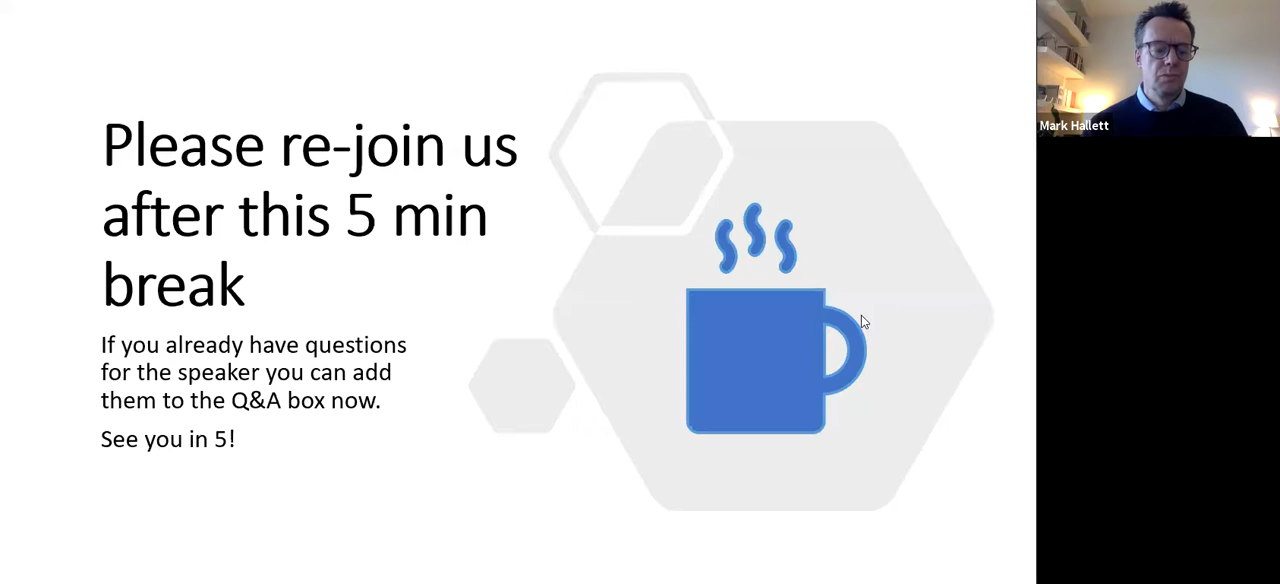 Please re-join us
after this 5 min
break
If you already have questions
for the speaker you can add
them to the Q&A box now.
See you in 5!
Mark Hallett